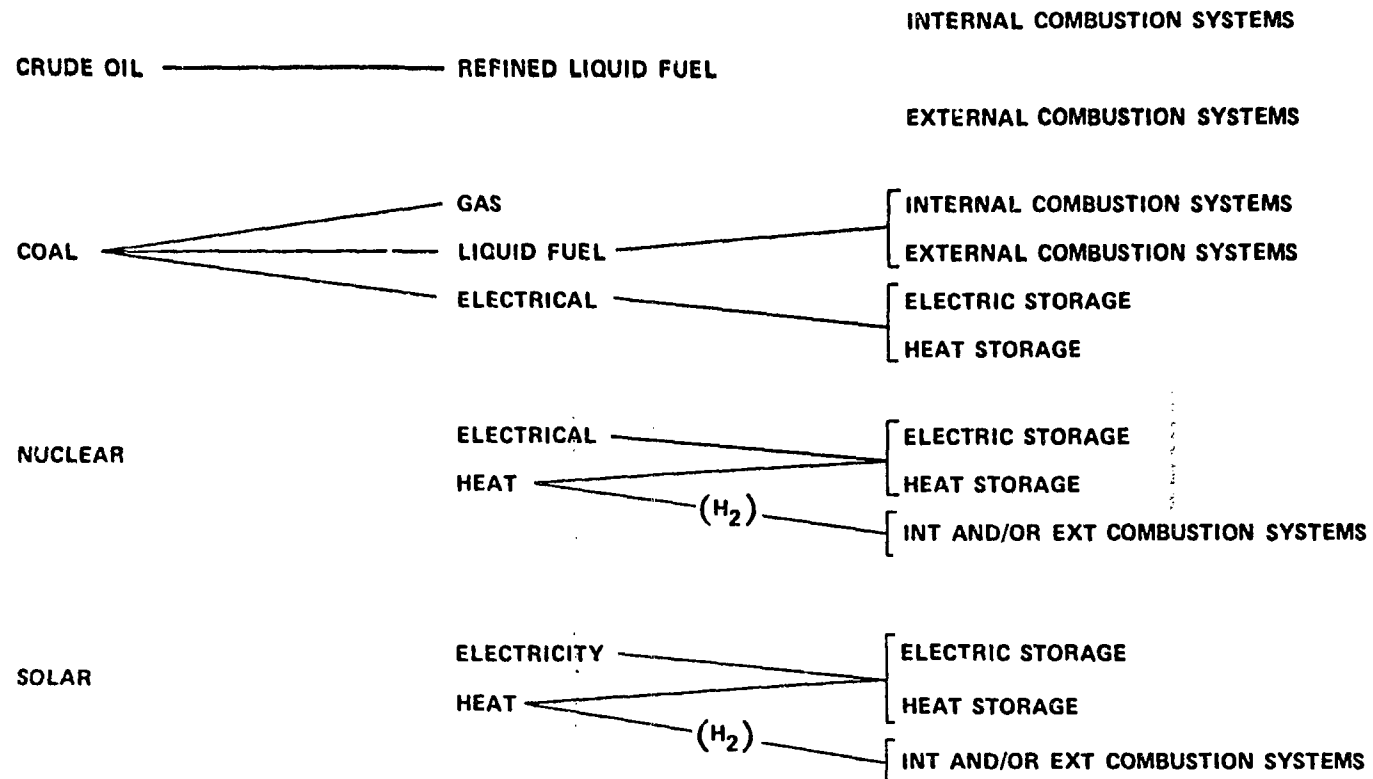 INTERNAL COMBUSTION SYSTEMS
CRUDE OIL REFINED LIQUID FUEL
EXTERNAL COMBUSTION SYSTEMS
GAS INTERNAL COMBUSTION SYSTEMS
COAL LIQUID FUEL EXTERNAL COMBUSTION SYSTEMS
ELECTRICAL ELECTRIC STORAGE
HEAT STORAGE
ELECTRICAL ELECTRIC STORAGE
NUCLEAR
HEAT HEAT STORAGE
(H₂)
INT AND/OR EXT COMBUSTION SYSTEMS
ELECTRICITY ELECTRIC STORAGE
SOLAR
HEAT HEAT STORAGE
(H₂)
INT AND/OR EXT COMBUSTION SYSTEMS